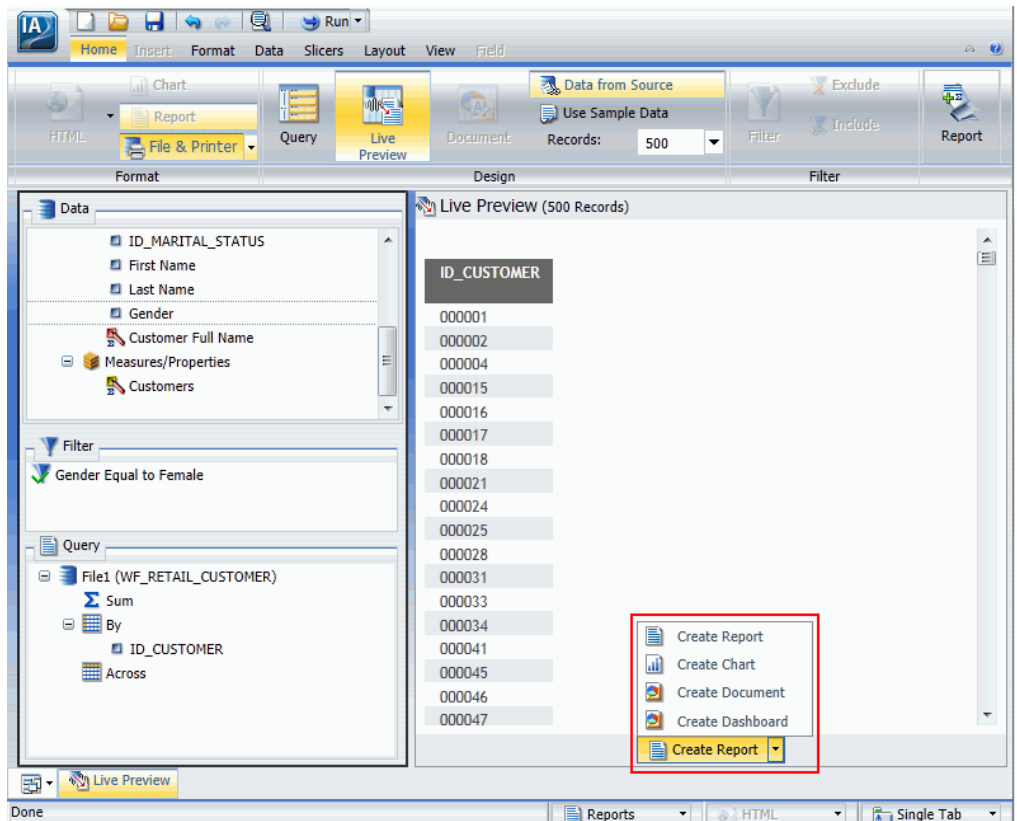 IA
Run
Home Insert Format Data Slicers Layout View Field
Chart
Report
HTML
File & Printer
Format
Query
Live
Preview
Document
Data from Source
Use Sample Data
Records: 500
Design
Filter
Exclude
Include
Filter
Report
Data
ID_MARITAL_STATUS
First Name
Last Name
Gender
Customer Full Name
Measures/Properties
Customers
Filter
Gender Equal to Female
Query
File1 (WF_RETAIL_CUSTOMER)
Sum
By
ID_CUSTOMER
Across
Live Preview (500 Records)
ID_CUSTOMER
000001
000002
000004
000015
000016
000017
000018
000021
000024
000025
000028
000031
000033
000034
000041
000045
000046
000047
Create Report
Create Chart
Create Document
Create Dashboard
Create Report
Live Preview
Done
Reports
HTML
Single Tab